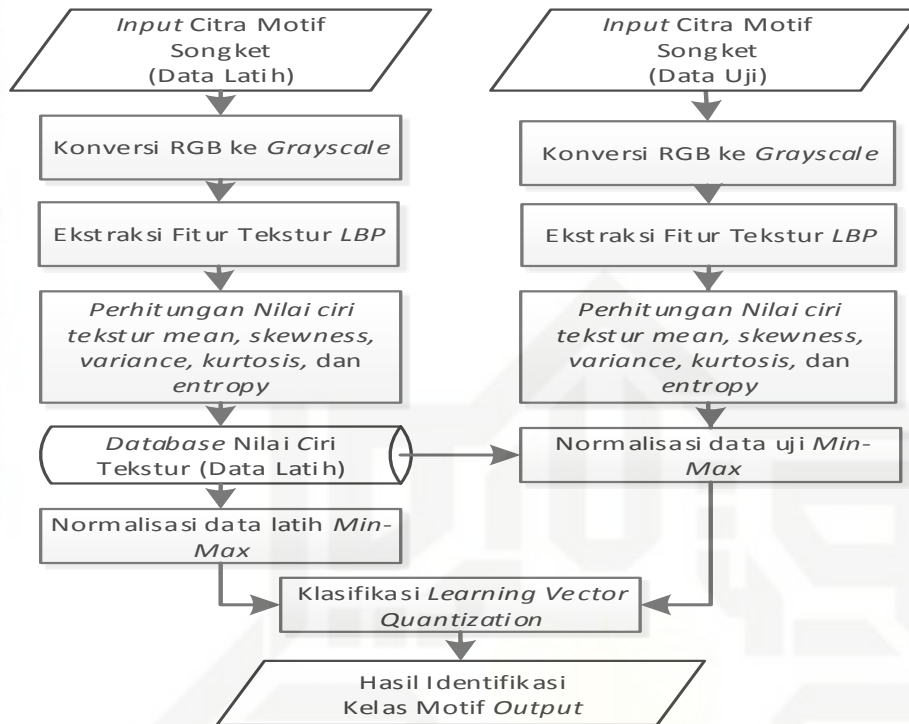 Input Citra Motif
Songket
(Data Latih)
Konversi RGB ke Grayscale
Ekstraksi Fitur Tekstur LBP
Perhitungan Nilai ciri
tekstur mean, skewness,
variance, kurtosis, dan
entropy
Database Nilai Ciri
Tekstur (Data Latih)
Normalisasi data latih Min-
Max
Input Citra Motif
Songket
(Data Uji)
Konversi RGB ke Grayscale
Ekstraksi Fitur Tekstur LBP
Perhitungan Nilai ciri
tekstur mean, skewness,
variance, kurtosis, dan
entropy
Normalisasi data uji Min-
Max
Klasifikasi Learning Vector
Quantization
Hasil Identifikasi
Kelas Motif Output